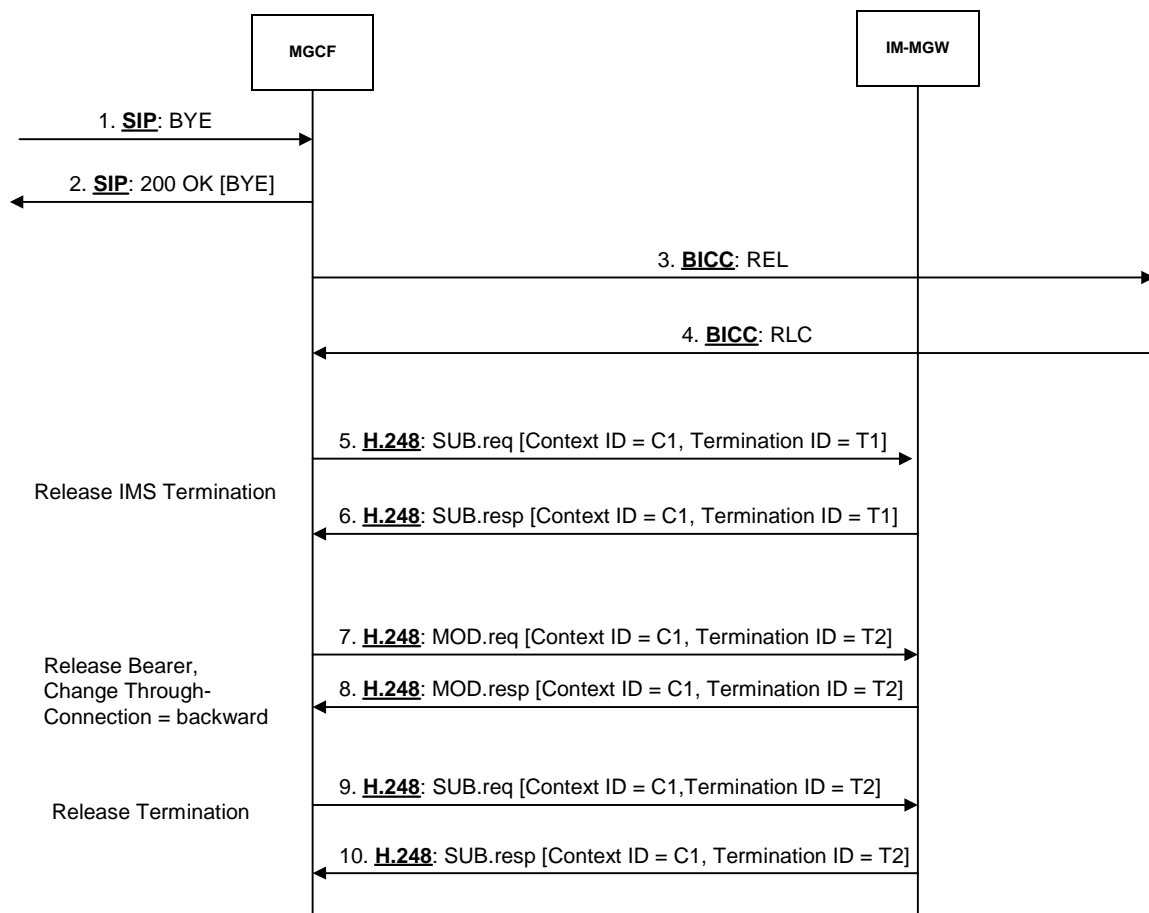 MGCF
IM-MGW
1. SIP: BYE
2. SIP: 200 OK [BYE]
3. BICC: REL
4. BICC: RLC
5. H.248: SUB.req [Context ID = C1, Termination ID = T1]
Release IMS Termination
6. H.248: SUB.resp [Context ID = C1, Termination ID = T1]
7. H.248: MOD.req [Context ID = C1, Termination ID = T2]
Release Bearer,
Change Through-
Connection = backward
8. H.248: MOD.resp [Context ID = C1, Termination ID = T2]
9. H.248: SUB.req [Context ID = C1,Termination ID = T2]
Release Termination
10. H.248: SUB.resp [Context ID = C1, Termination ID = T2]